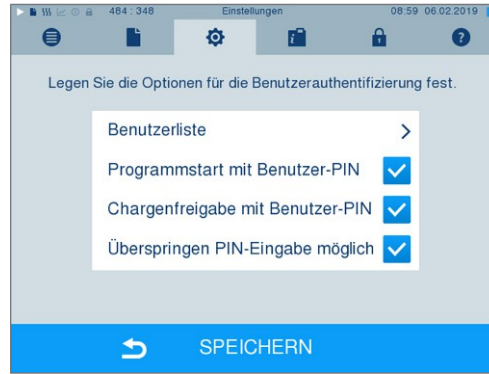 484 : 348 Einstellungen 08:59 06.02.2019
Legen Sie die Optionen für die Benutzerauthentifizierung fest.
Benutzerliste
Programmstart mit Benutzer-PIN
Chargenfreigabe mit Benutzer-PIN
Überspringen PIN-Eingabe möglich
SPEICHERN